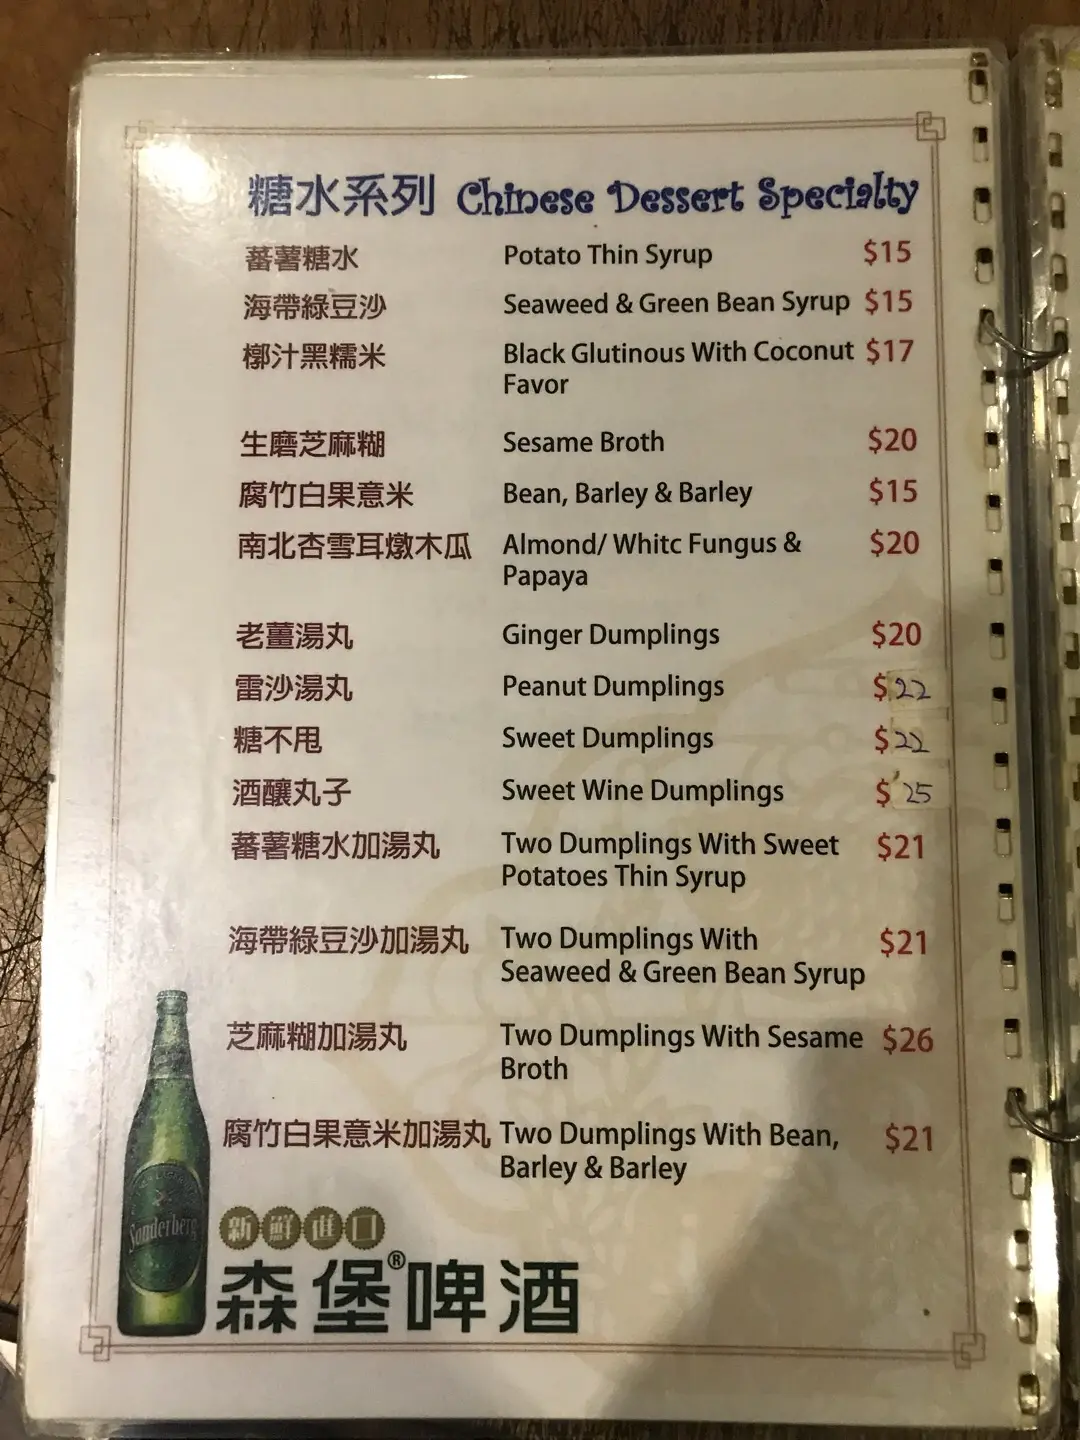 糖水系列 Chinese Dessert Specialty
蕃薯糖水 Potato Thin Syrup $15
海帶綠豆沙 Seaweed & Green Bean Syrup $15
槨汁黑糯米 Black Glutinous With Coconut $17
Favor
生磨芝麻糊 Sesame Broth $20
腐竹白果意米 Bean, Barley & Barley $15
南北杏雪耳燉木瓜 Almond/ Whitc Fungus & $20
Papaya
老薑湯丸 Ginger Dumplings $20
雷沙湯丸 Peanut Dumplings $22
糖不甩 Sweet Dumplings $22
酒釀丸子 Sweet Wine Dumplings $25
蕃薯糖水加湯丸 Two Dumplings With Sweet $21
Potatoes Thin Syrup
海帶綠豆沙加湯丸 Two Dumplings With $21
Seaweed & Green Bean Syrup
芝麻糊加湯丸 Two Dumplings With Sesame $26
Broth
腐竹白果意米加湯丸 Two Dumplings With Bean, $21
Barley & Barley
Sanderberg
新鮮進口
森堡®啤酒